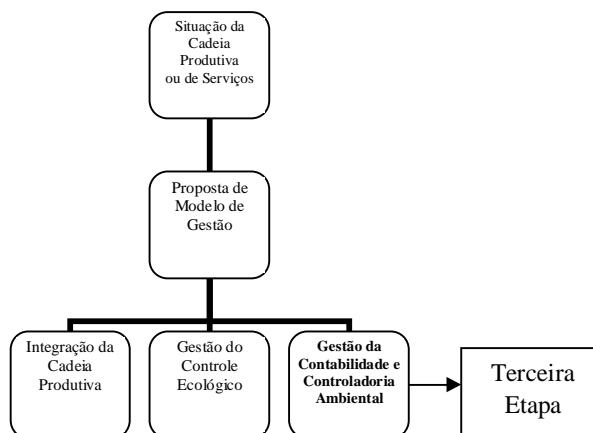 Situação da
Cadeia
Produtiva
ou de Serviços
Proposta de
Modelo de
Gestão
Integração da
Cadeia
Produtiva
Gestão do
Controle
Ecológico
Gestão da
Contabilidade e
Controladoria
Ambiental
Terceira
Etapa